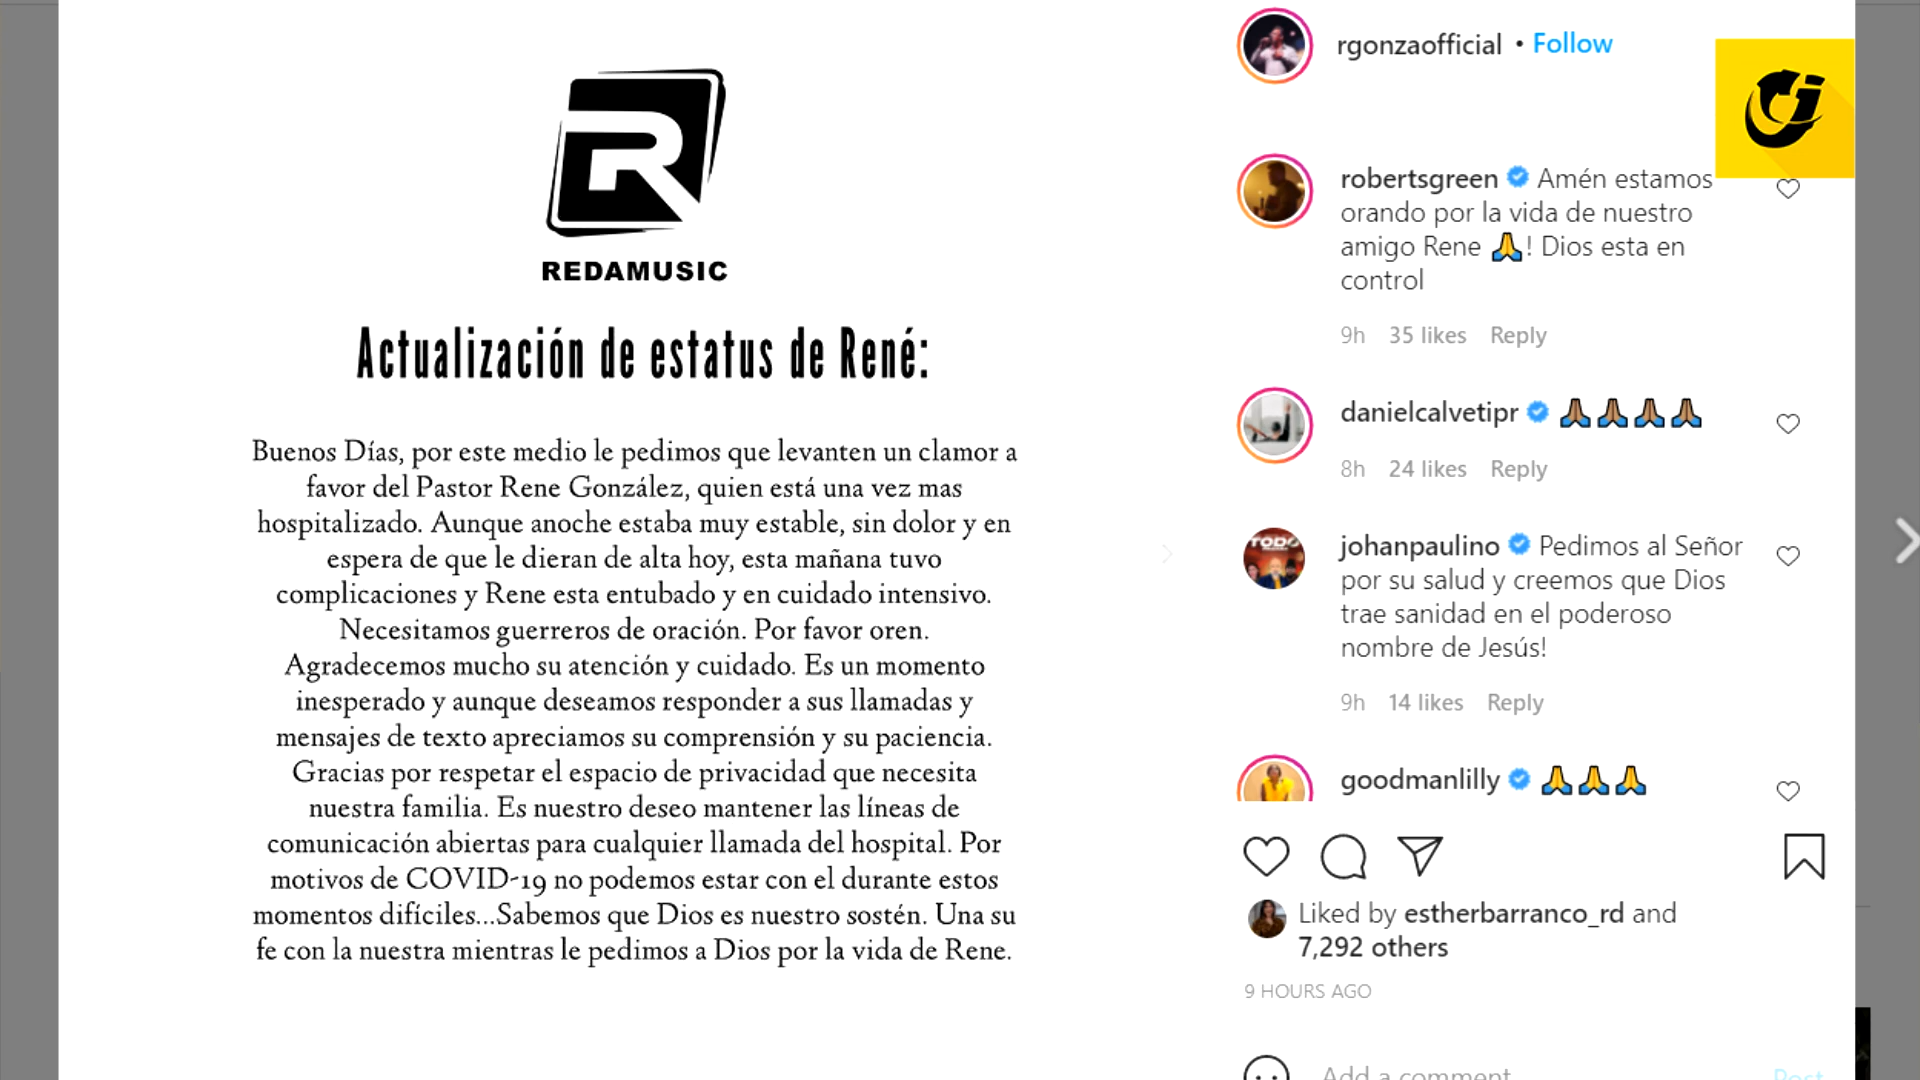 REDAMUSIC
Actualización de estatus de René:
Buenos Días, por este medio le pedimos que levanten un clamor a
favor del Pastor Rene González, quien está una vez mas
hospitalizado. Aunque anoche estaba muy estable, sin dolor y en
espera de que le dieran de alta hoy, esta mañana tuvo
complicaciones y Rene esta entubado y en cuidado intensivo.
Necesitamos guerreros de oración. Por favor oren.
Agradecemos mucho su atención y cuidado. Es un momento
inesperado y aunque deseamos responder a sus llamadas y
mensajes de texto apreciamos su comprensión y su paciencia.
Gracias por respetar el espacio de privacidad que necesita
nuestra familia. Es nuestro deseo mantener las líneas de
comunicación abiertas para cualquier llamada del hospital. Por
motivos de COVID-19 no podemos estar con el durante estos
momentos difíciles...Sabemos que Dios es nuestro sostén. Una su
fe con la nuestra mientras le pedimos a Dios por la vida de Rene.
rgonzaofficial • Follow
robertsgreen Amén estamos
orando por la vida de nuestro
amigo Rene 🙏! Dios esta en
control
9h 35 likes Reply
danielcalvetipr 🙏🏽🙏🏽🙏🏽🙏🏽
8h 24 likes Reply
TODO
johanpaulino Pedimos al Señor
por su salud y creemos que Dios
trae sanidad en el poderoso
nombre de Jesús!
9h 14 likes Reply
goodmanlilly 🙏🙏🙏
Liked by estherbarranco_rd and
7,292 others
9 HOURS AGO
Add a comment...
Post